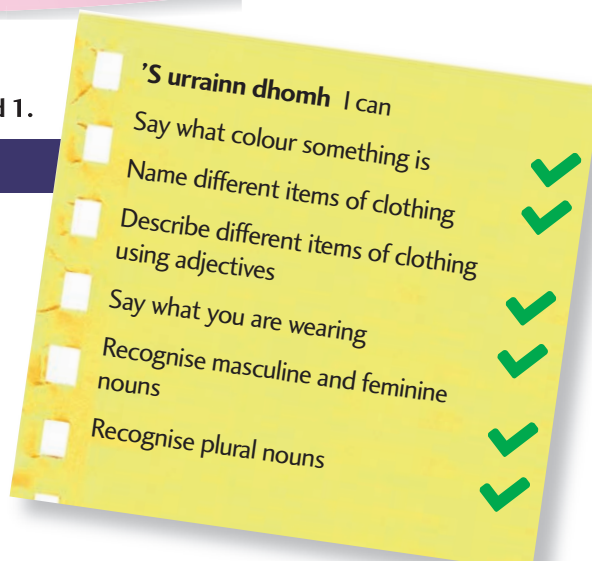 d 1.
’S urrainn dhomh I can
Say what colour something is
Name different items of clothing
Describe different items of clothing
using adjectives
Say what you are wearing
Recognise masculine and feminine
nouns
Recognise plural nouns